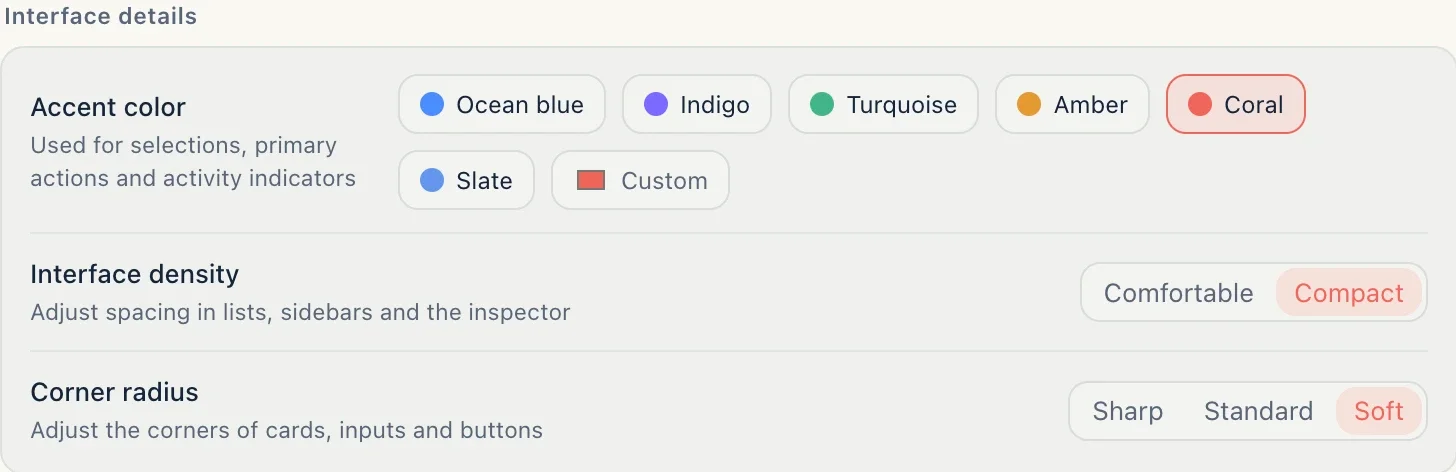 Interface details
Accent color
Used for selections, primary
actions and activity indicators
Ocean blue
Indigo
Turquoise
Amber
Coral
Slate
Custom
Interface density
Adjust spacing in lists, sidebars and the inspector
Comfortable
Compact
Corner radius
Adjust the corners of cards, inputs and buttons
Sharp
Standard
Soft